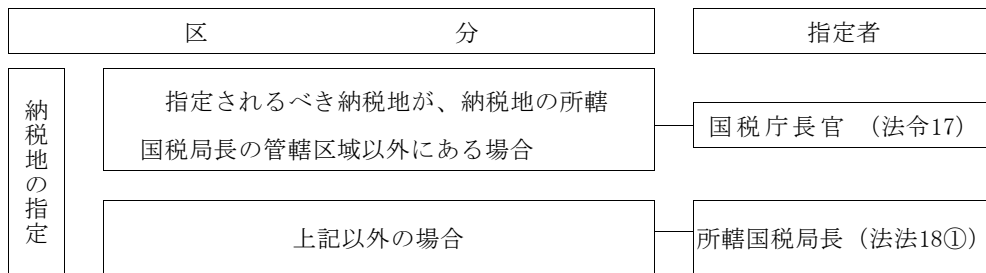 区　分
指定者
納税地の指定
指定されるべき納税地が、納税地の所轄
国税局長の管轄区域以外にある場合
国税庁長官 （法令17）
上記以外の場合
所轄国税局長（法法18①）